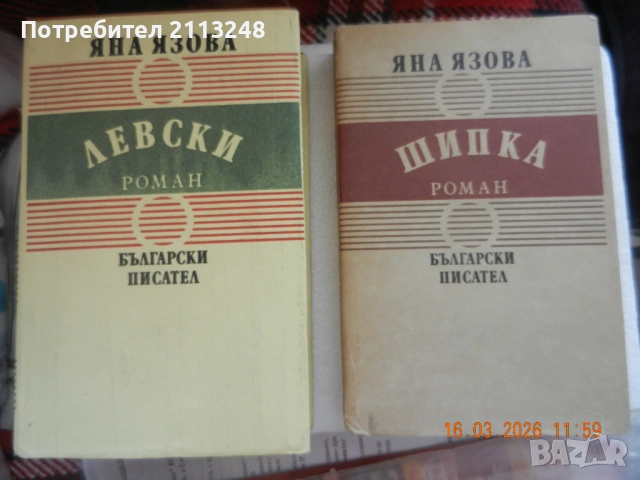 Потребител 2113248
ЯНА ЯЗОВА
ЛЕВСКИ
РОМАН
БЪЛГАРСКИ
ПИСАТЕЛ
ЯНА ЯЗОВА
ШИПКА
РОМАН
БЪЛГАРСКИ
ПИСАТЕЛ
16.03.2026 11:59
BAZAR